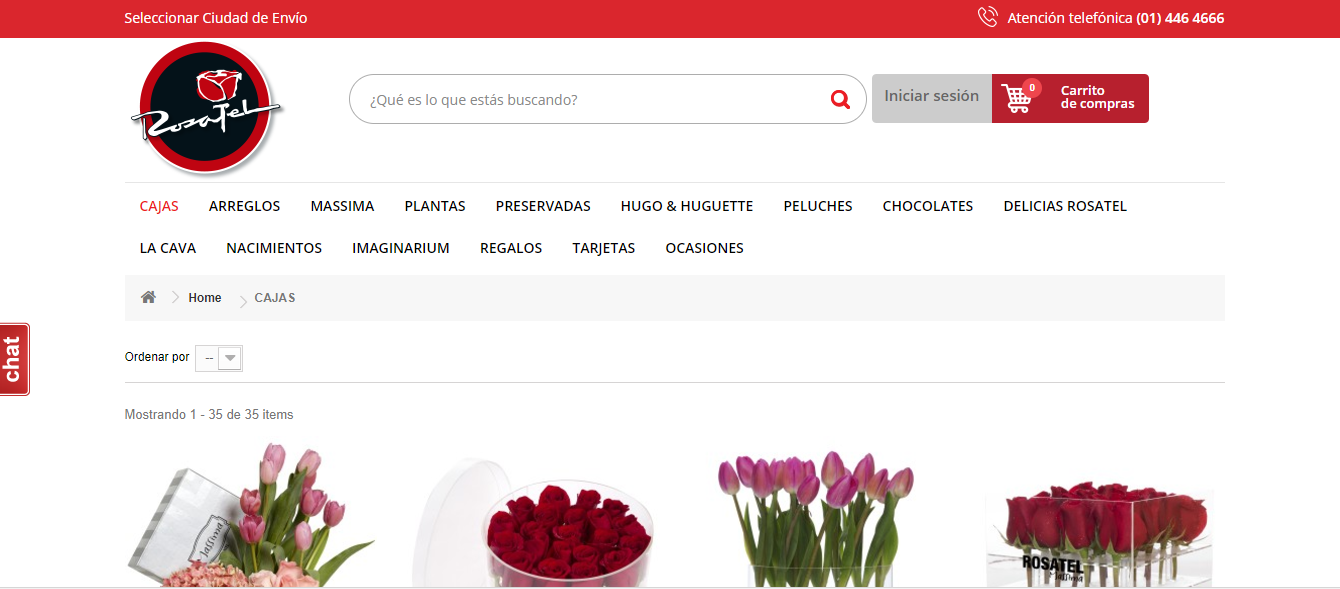 Seleccionar Ciudad de Envío
Atención telefónica (01) 446 4666
RosaTel
¿Qué es lo que estás buscando?
Iniciar sesión
0
Carrito
de compras
CAJAS ARREGLOS MASSIMA PLANTAS PRESERVADAS HUGO & HUGUETTE PELUCHES CHOCOLATES DELICIAS ROSATEL
LA CAVA NACIMIENTOS IMAGINARIUM REGALOS TARJETAS OCASIONES
Home CAJAS
chat
Ordenar por --
Mostrando 1 - 35 de 35 items
Massima
ROSATEL
Massima